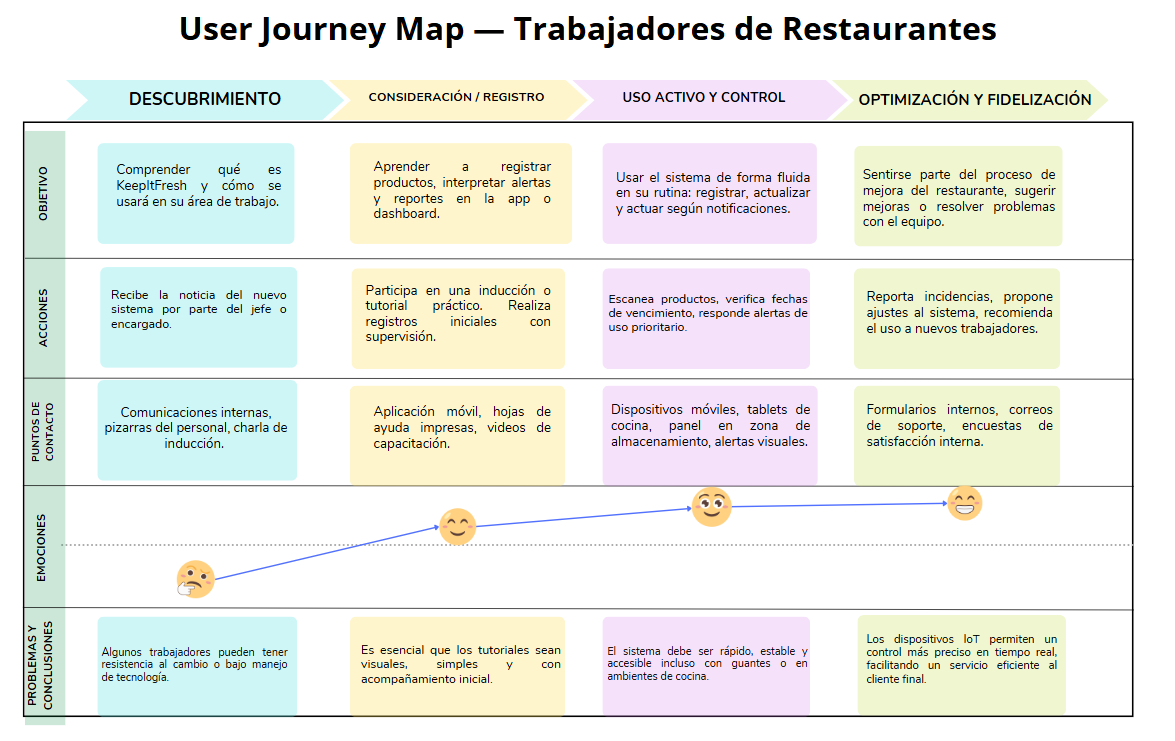 User Journey Map — Trabajadores de Restaurantes
DESCUBRIMIENTO
CONSIDERACIÓN / REGISTRO
USO ACTIVO Y CONTROL
OPTIMIZACIÓN Y FIDELIZACIÓN
OBJETIVO
Comprender qué es
KeepItFresh y cómo se
usará en su área de trabajo.
Aprender a registrar
productos, interpretar alertas
y reportes en la app o
dashboard.
Usar el sistema de forma fluida
en su rutina: registrar, actualizar
y actuar según notificaciones.
Sentirse parte del proceso de
mejora del restaurante, sugerir
mejoras o resolver problemas
con el equipo.
ACCIONES
Recibe la noticia del nuevo
sistema por parte del jefe o
encargado.
Participa en una inducción o
tutorial práctico. Realiza
registros iniciales con
supervisión.
Escanea productos, verifica fechas
de vencimiento, responde alertas de
uso prioritario.
Reporta incidencias, propone
ajustes al sistema, recomienda
el uso a nuevos trabajadores.
PUNTOS DE
CONTACTO
Comunicaciones internas,
pizarras del personal, charla de
inducción.
Aplicación móvil, hojas de
ayuda impresas, videos de
capacitación.
Dispositivos móviles, tablets de
cocina, panel en zona de
almacenamiento, alertas visuales.
Formularios internos, correos
de soporte, encuestas de
satisfacción interna.
EMOCIONES
PROBLEMAS Y
CONCLUSIONES
Algunos trabajadores pueden tener
resistencia al cambio o bajo manejo
de tecnología.
Es esencial que los tutoriales sean
visuales, simples y con
acompañamiento inicial.
El sistema debe ser rápido, estable y
accesible incluso con guantes o en
ambientes de cocina.
Los dispositivos IoT permiten un
control más preciso en tiempo real,
facilitando un servicio eficiente al
cliente final.